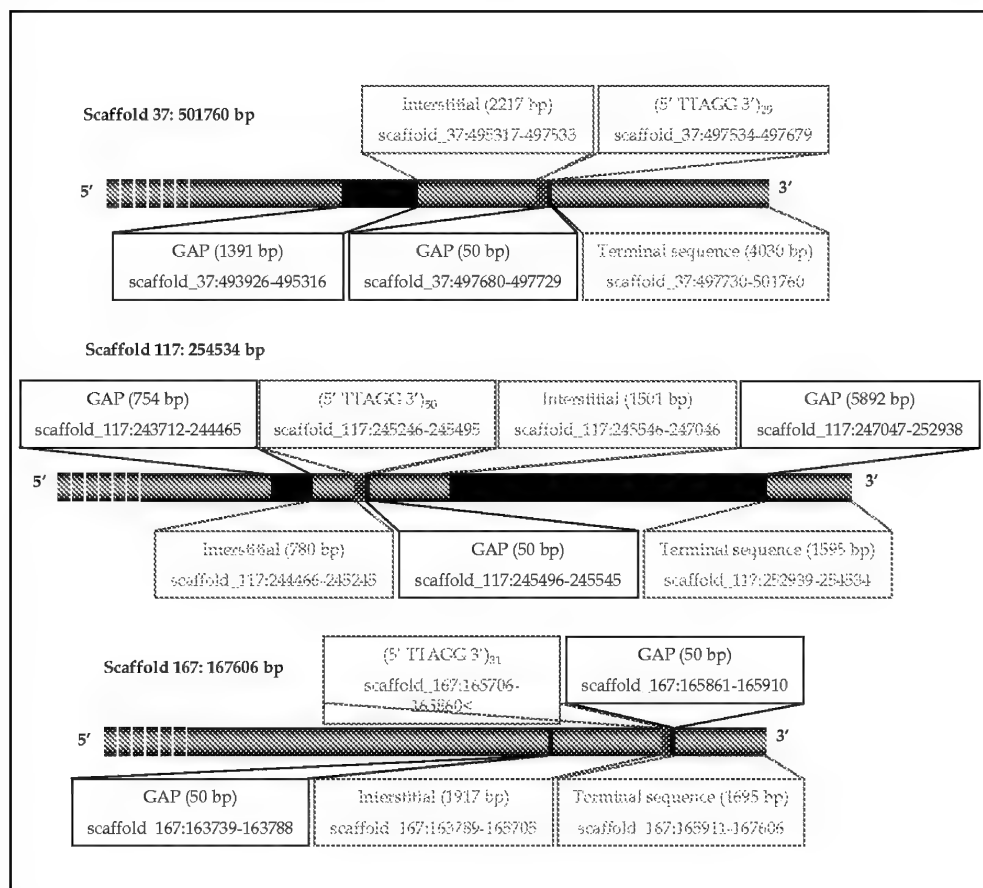 Scaffold 37: 501760 bp
Interstitial (2217 bp)
scaffold_37:495317-497533
(5′ TTAGG 3′)29
scaffold_37:497534-497679
5′
3′
GAP (1391 bp)
scaffold_37:493926-495316
GAP (50 bp)
scaffold_37:497680-497729
Terminal sequence (4030 bp)
scaffold_37:497730-501760
Scaffold 117: 254534 bp
GAP (754 bp)
scaffold_117:243712-244465
(5′ TTAGG 3′)50
scaffold_117:245246-245495
Interstitial (1501 bp)
scaffold_117:245546-247046
GAP (5892 bp)
scaffold_117:247047-252938
5′
3′
Interstitial (780 bp)
scaffold_117:244466-245245
GAP (50 bp)
scaffold_117:245496-245545
Terminal sequence (1595 bp)
scaffold_117:252939-254534
Scaffold 167: 167606 bp
(5′ TTAGG 3′)31
scaffold_167:165706-
165860<
GAP (50 bp)
scaffold_167:165861-165910
5′
3′
GAP (50 bp)
scaffold_167:163739-163788
Interstitial (1917 bp)
scaffold_167:163789-165705
Terminal sequence (1695 bp)
scaffold_167:165911-167606